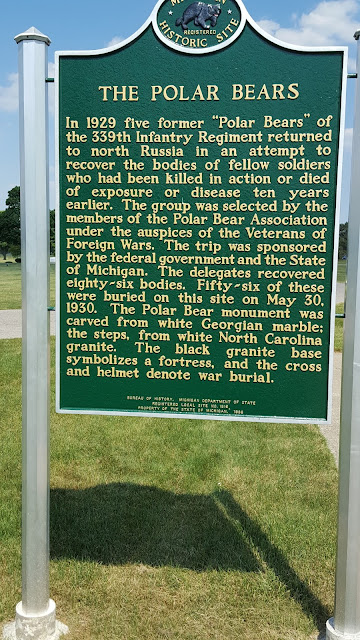 REGISTERED
HISTORIC SITE
THE POLAR BEARS
In 1929 five former "Polar Bears" of
the 339th Infantry Regiment returned
to north Russia in an attempt to
recover the bodies of fellow soldiers
who had been killed in action or died
of exposure or disease ten years
earlier. The group was selected by the
members of the Polar Bear Association
under the auspices of the Veterans of
Foreign Wars. The trip was sponsored
by the federal government and the State
of Michigan. The delegates recovered
eighty-six bodies. Fifty-six of these
were buried on this site on May 30,
1930. The Polar Bear monument was
carved from white Georgian marble;
the steps, from white North Carolina
granite. The black granite base
symbolizes a fortress, and the cross
and helmet denote war burial.
BUREAU OF HISTORY, MICHIGAN DEPARTMENT OF STATE
REGISTERED LOCAL SITE NO.
PROPERTY OF THE STATE OF MICHIGAN,